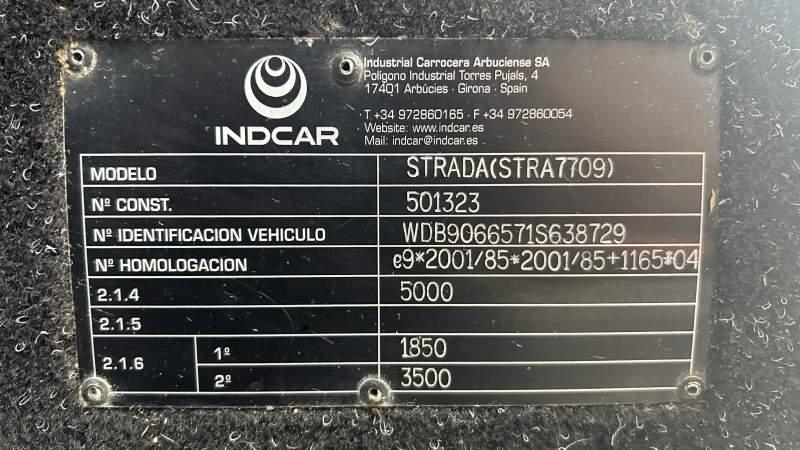 Industrial Carrocera Arbuciense SA
Poligono Industrial Torres Pujals, 4
17401 Arbúcies · Girona · Spain
T +34 972860165 · F +34 972860054
Website: www.indcar.es
Mail: indcar@indcar.es
INDCAR
MODELO STRADA(STRA7709)
Nº CONST. 501323
Nº IDENTIFICACION VEHICULO WDB9066571S638729
Nº HOMOLOGACION e9*2001/85*2001/85+1165*04
2.1.4 5000
2.1.5
2.1.6 1º 1850
2º 3500